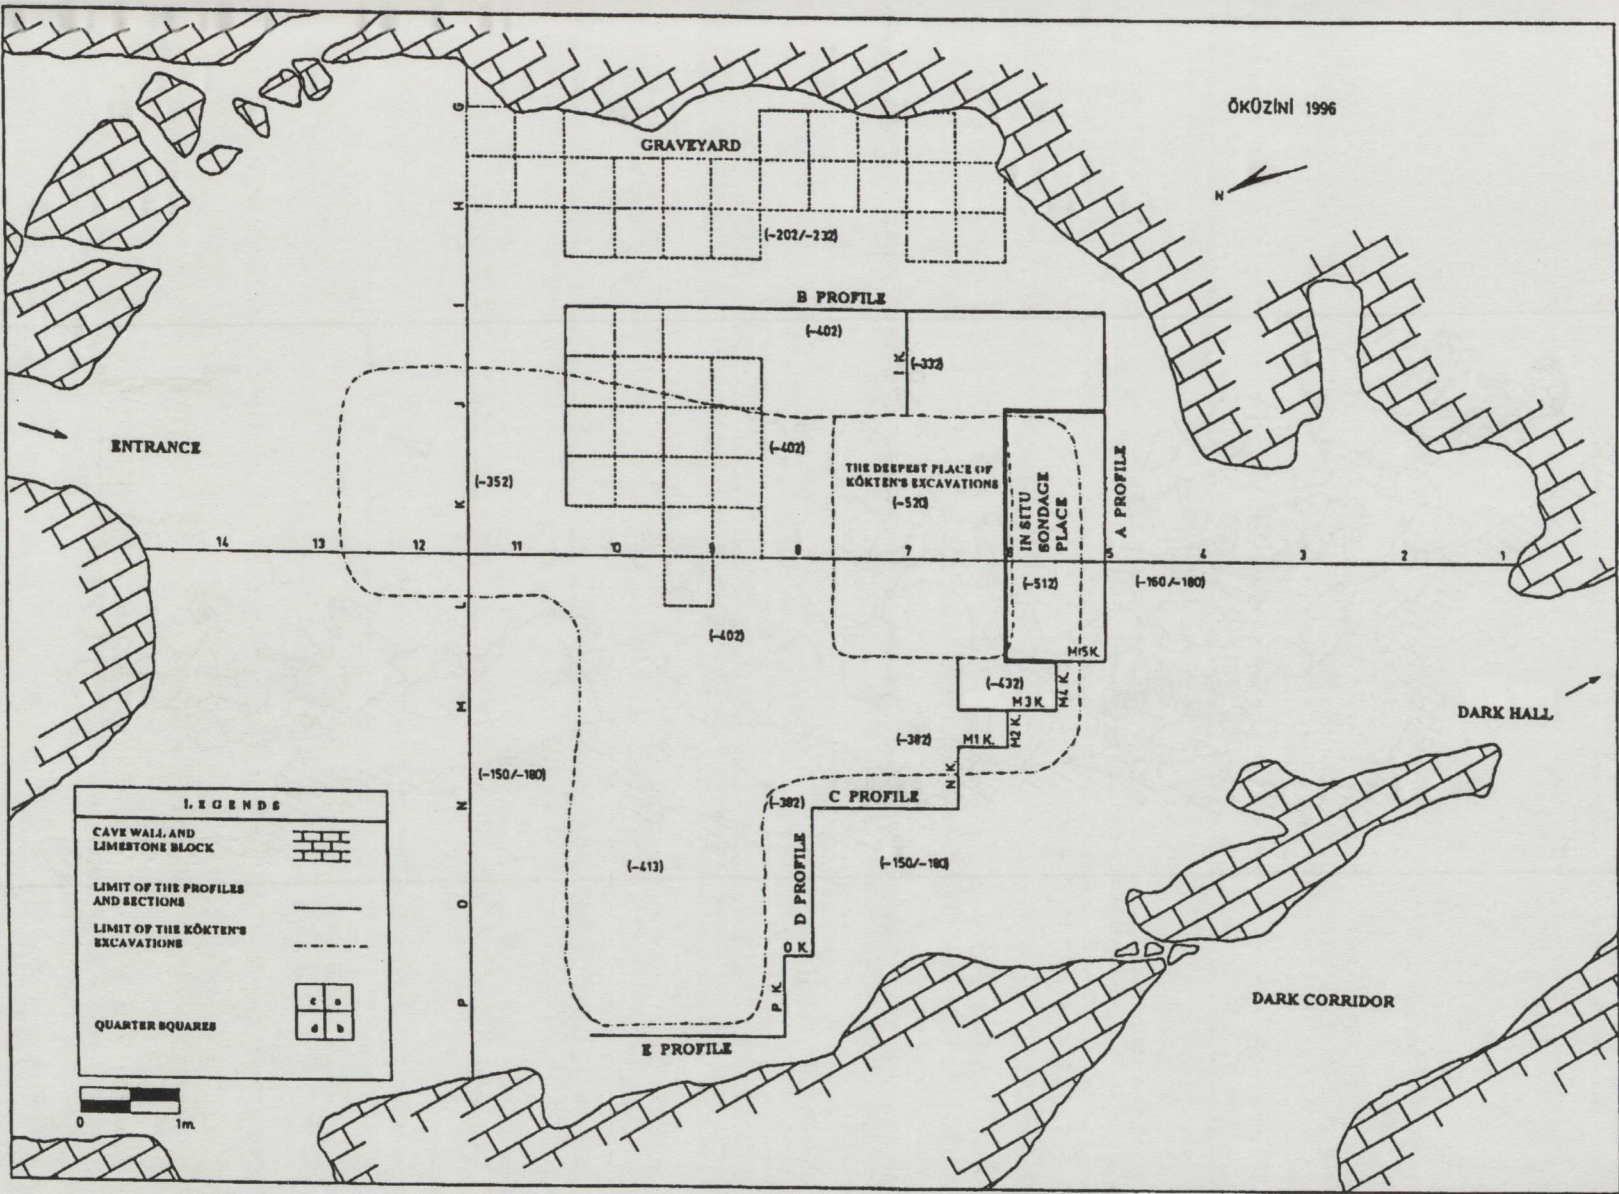 ÖKÜZİNİ 1996
N
G
GRAVEYARD
H
(-202/-232)
I
B PROFILE
(-402)
I K.
(-332)
J
ENTRANCE
(-402)
(-352)
THE DEEPEST PLACE OF
KÖKTEN'S EXCAVATIONS
(-520)
IN SITU
SONDAGE
PLACE
A PROFILE
K
14 13 12 11 10 9 8 7 6 5 4 3 2 1
(-512)
(-160/-180)
L
(-402)
M15K.
(-432)
M3K.
M4K.
M
DARK HALL
(-382)
M1K.
M2K.
(-150/-180)
N.K.
N
(-382)
C PROFILE
D PROFILE
(-413)
(-150/-180)
O
O K.
P K.
P
E PROFILE
DARK CORRIDOR
LEGENDS
CAVE WALL AND
LIMESTONE BLOCK
LIMIT OF THE PROFILES
AND SECTIONS
LIMIT OF THE KÖKTEN'S
EXCAVATIONS
QUARTER SQUARES
c a
d b
0 1m.